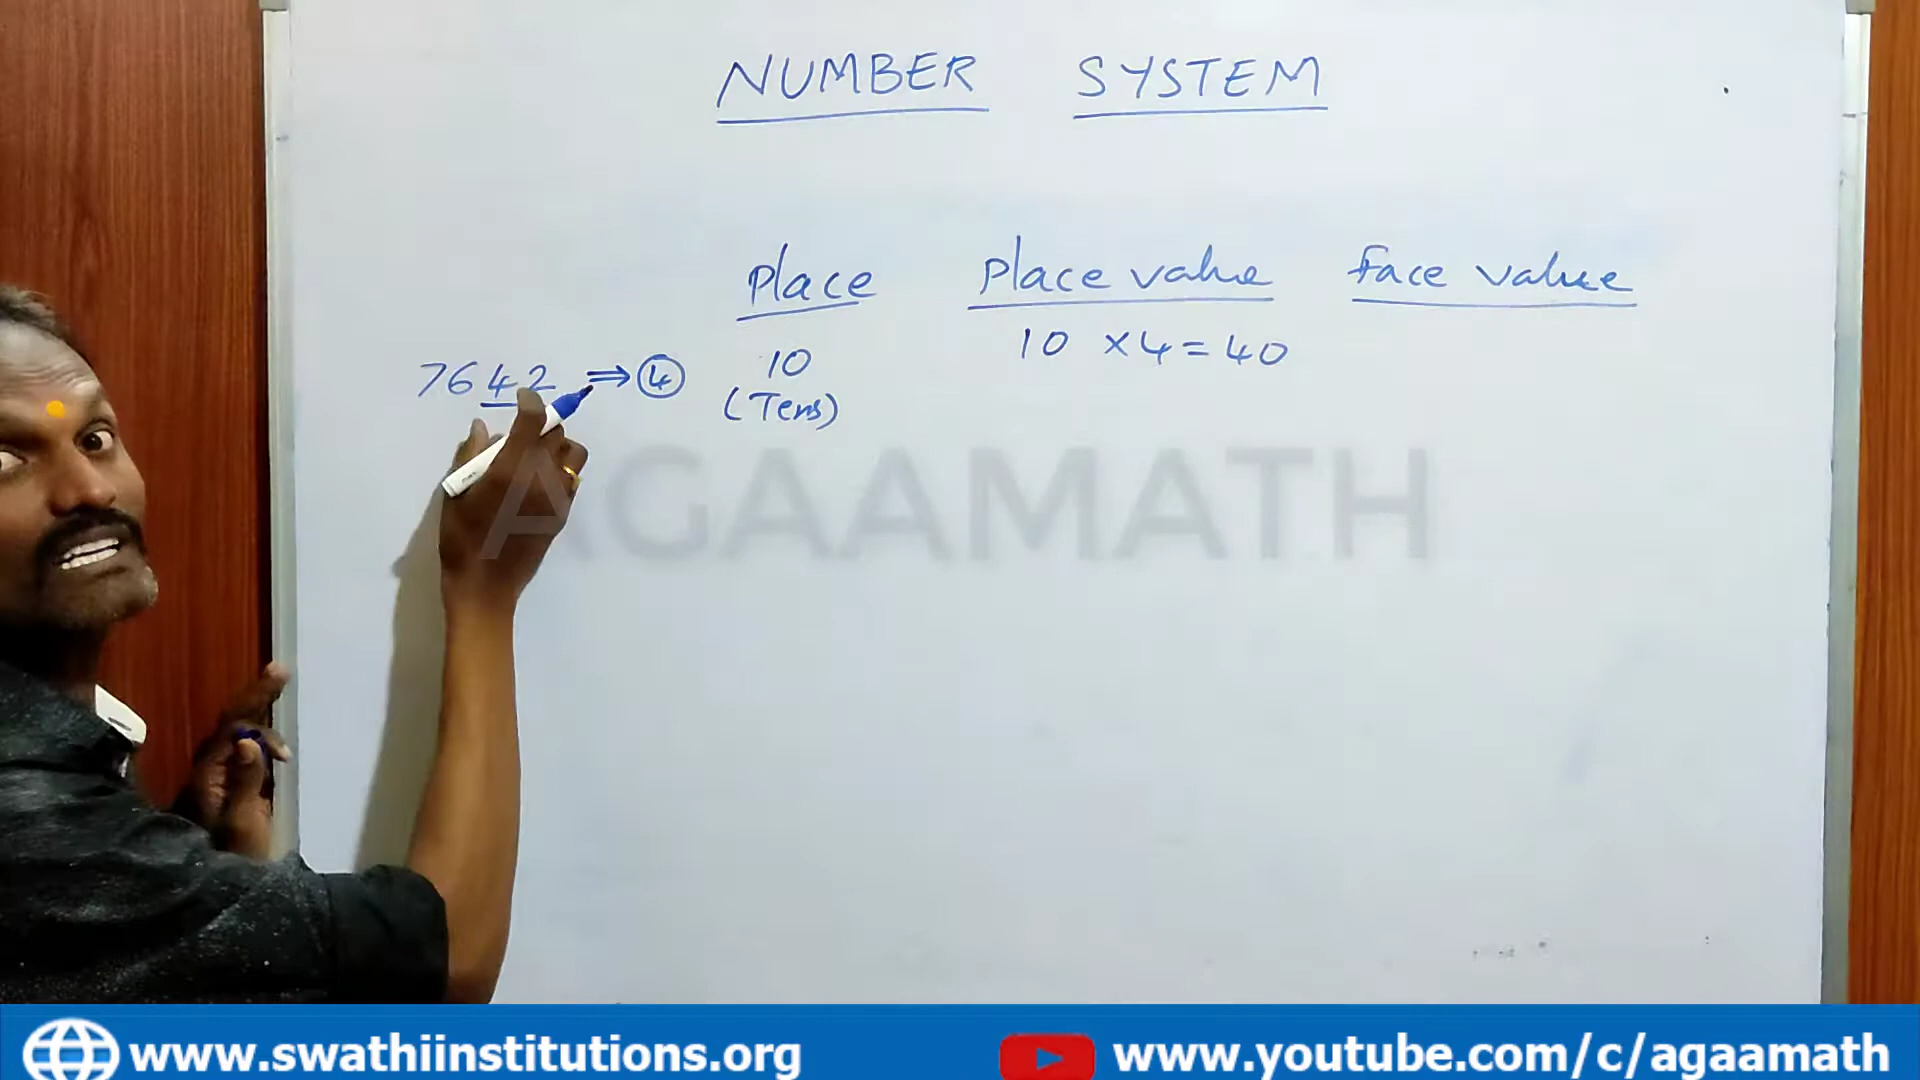 NUMBER SYSTEM
Place Place value Face value
7642 ⇒ 4 10 10 × 4 = 40
(Tens)
AGAAMATH
www.swathiinstitutions.org www.youtube.com/c/agaamath